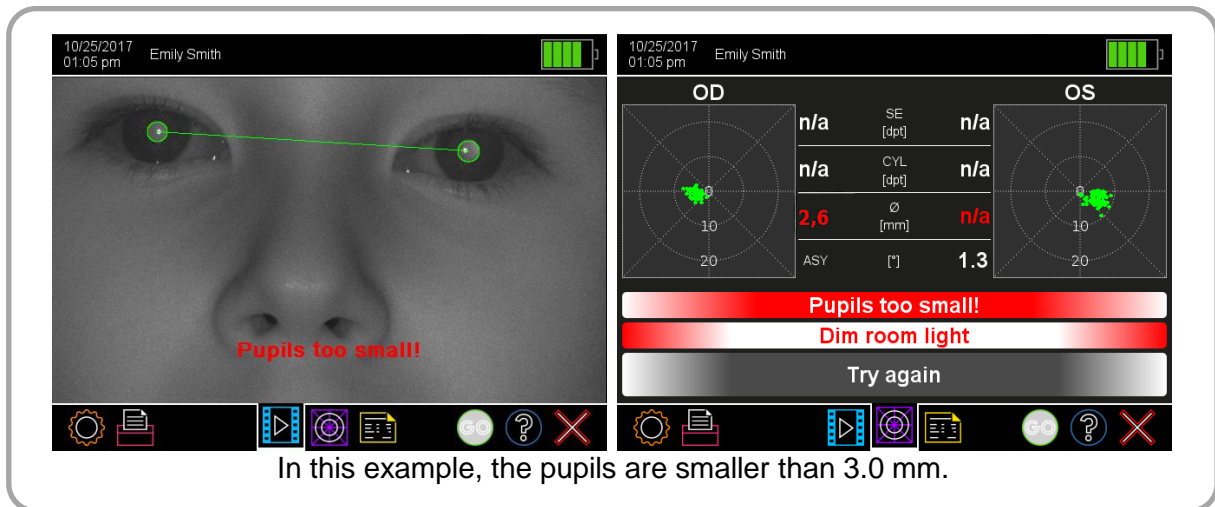 10/25/2017
01:05 pm
Emily Smith
Pupils too small!
GO
?
10/25/2017
01:05 pm
Emily Smith
OD
OS
n/a SE n/a
[dpt]
n/a CYL n/a
[dpt]
2,6 Ø n/a
[mm]
ASY [°] 1.3
0
10
20
0
10
20
Pupils too small!
Dim room light
Try again
GO
?
In this example, the pupils are smaller than 3.0 mm.